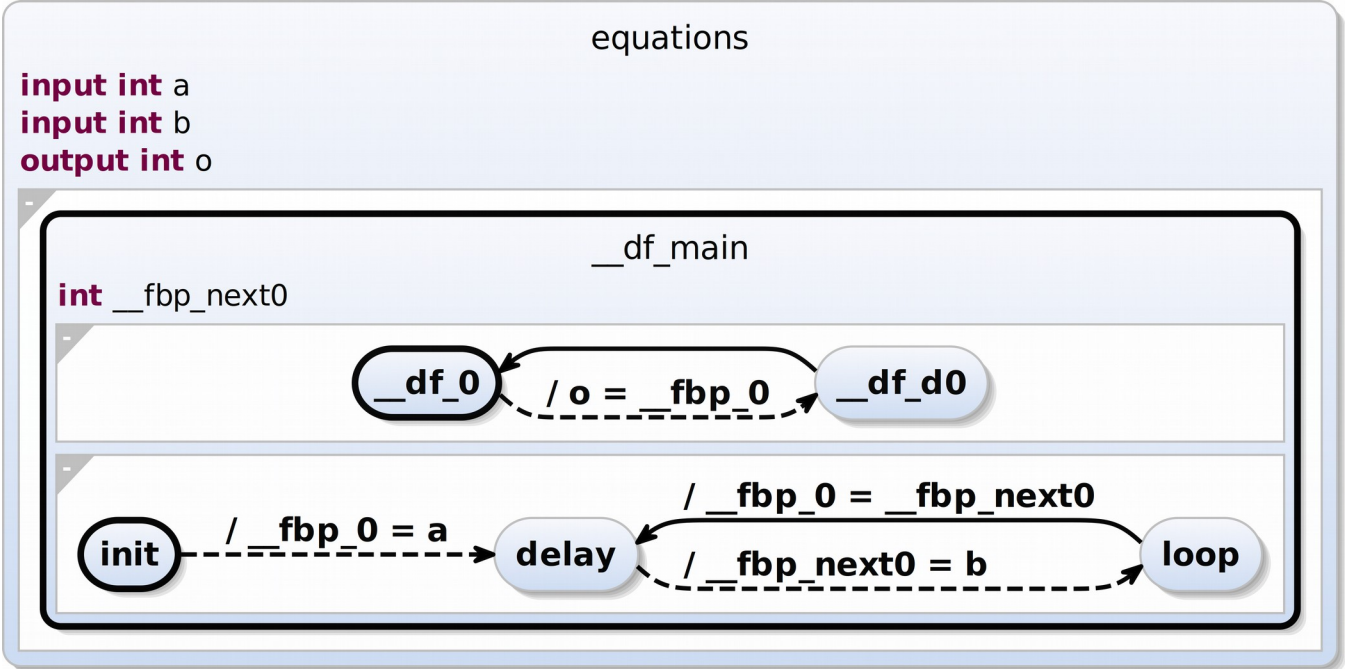 equations
input int a
input int b
output int o
-
__df_main
int __fbp_next0
-
__df_0
/ o = __fbp_0
__df_d0
-
/ __fbp_0 = __fbp_next0
init
/ __fbp_0 = a
delay
/ __fbp_next0 = b
loop